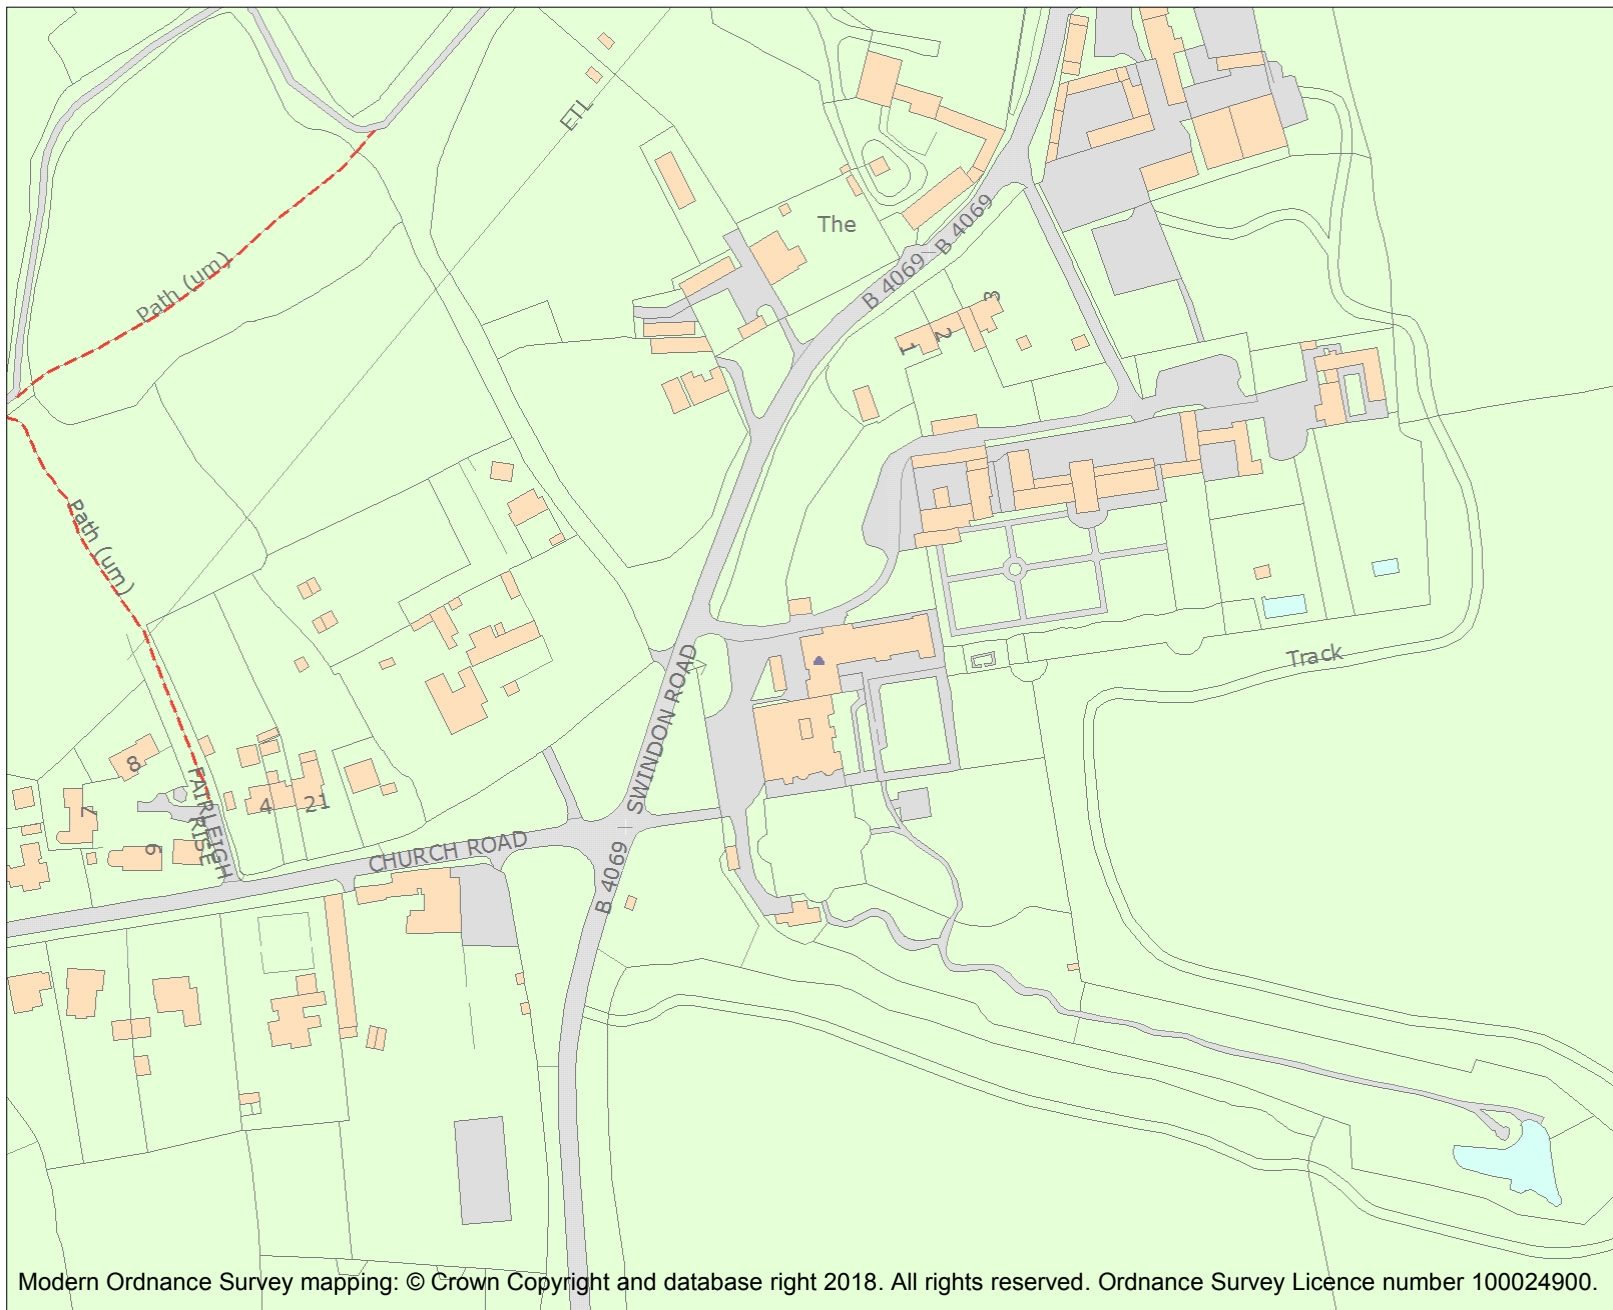 ETL
The
B 4069
B 4069
Path (um)
3
2
1
Path (um)
Track
SWINDON ROAD
8
7
6
4
21
FAIRLEIGH
RISE
CHURCH ROAD
B 4069
Modern Ordnance Survey mapping: © Crown Copyright and database right 2018. All rights reserved. Ordnance Survey Licence number 100024900.